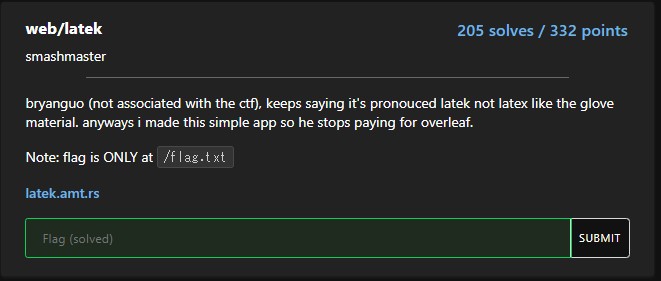 web/latek
205 solves / 332 points
smashmaster
bryanguo (not associated with the ctf), keeps saying it's pronouced latek not latex like the glove
material. anyways i made this simple app so he stops paying for overleaf.
Note: flag is ONLY at /flag.txt
latek.amt.rs
Flag (solved)
SUBMIT